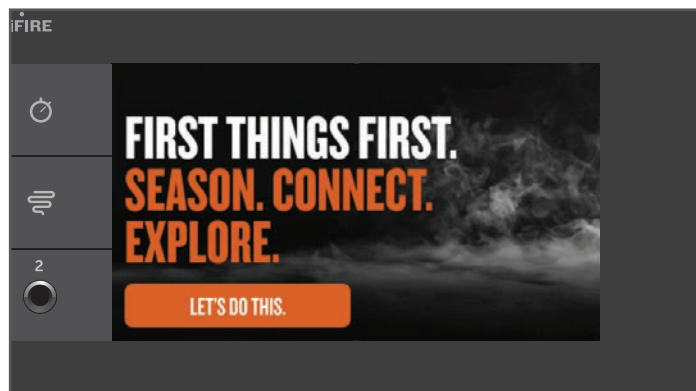 iFIRE
FIRST THINGS FIRST.
SEASON. CONNECT.
EXPLORE.
2
LET'S DO THIS.